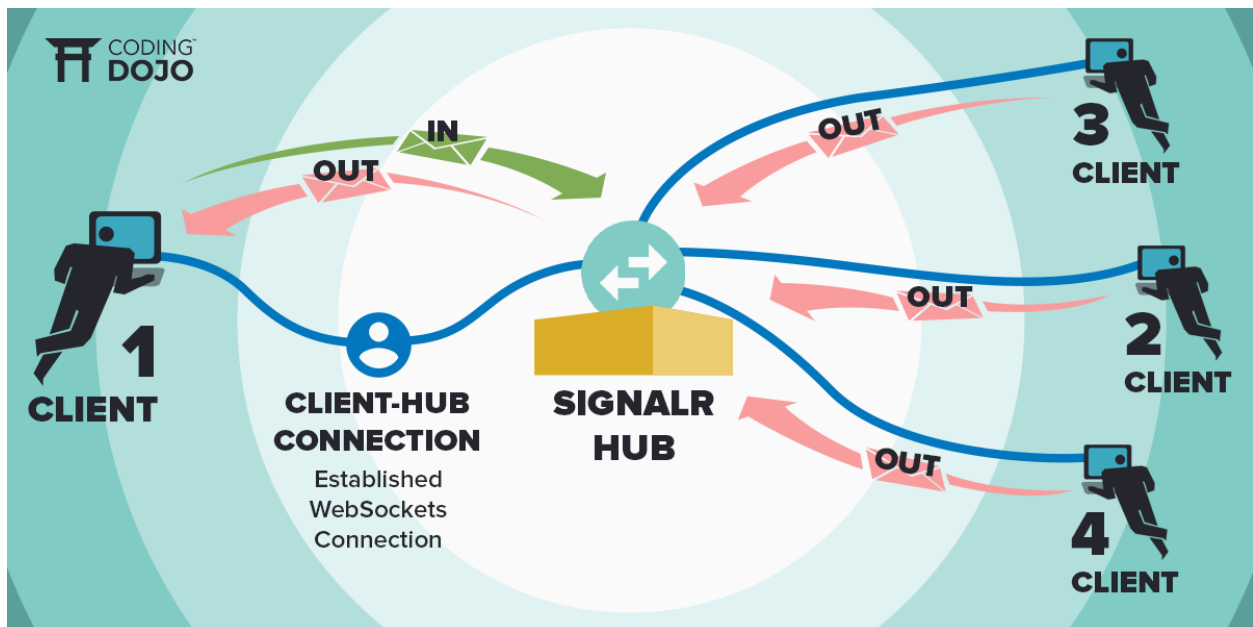 CODING™
DOJO
IN
OUT
1
CLIENT
CLIENT-HUB
CONNECTION
Established
WebSockets
Connection
SIGNALR
HUB
OUT
3
CLIENT
OUT
2
CLIENT
OUT
4
CLIENT